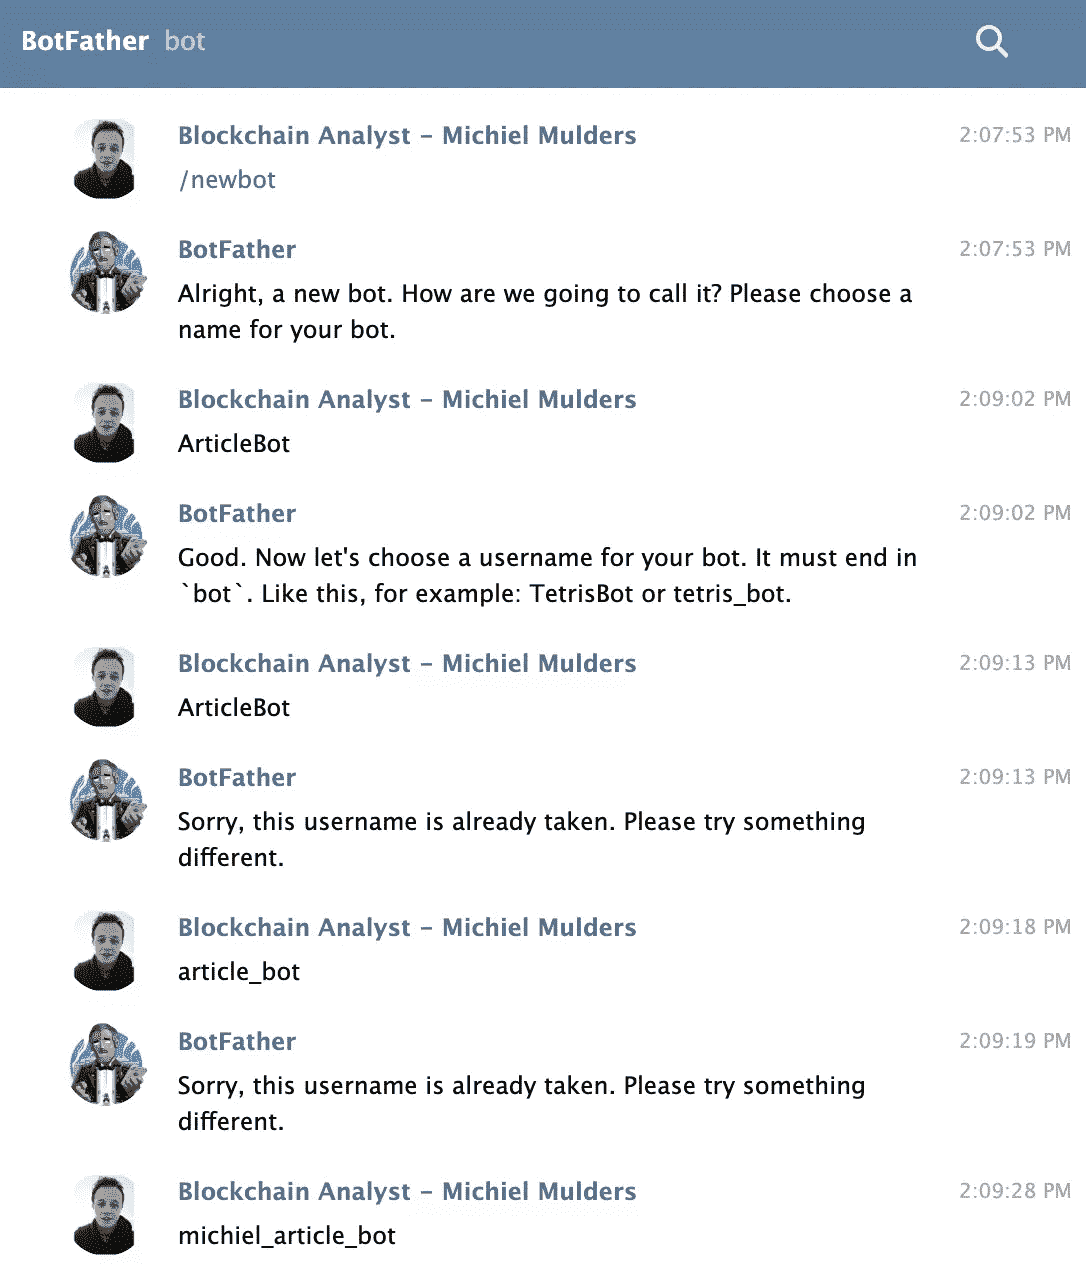 BotFather bot
Blockchain Analyst – Michiel Mulders 2:07:53 PM
/newbot
BotFather 2:07:53 PM
Alright, a new bot. How are we going to call it? Please choose a
name for your bot.
Blockchain Analyst – Michiel Mulders 2:09:02 PM
ArticleBot
BotFather 2:09:02 PM
Good. Now let's choose a username for your bot. It must end in
`bot`. Like this, for example: TetrisBot or tetris_bot.
Blockchain Analyst – Michiel Mulders 2:09:13 PM
ArticleBot
BotFather 2:09:13 PM
Sorry, this username is already taken. Please try something
different.
Blockchain Analyst – Michiel Mulders 2:09:18 PM
article_bot
BotFather 2:09:19 PM
Sorry, this username is already taken. Please try something
different.
Blockchain Analyst – Michiel Mulders 2:09:28 PM
michiel_article_bot